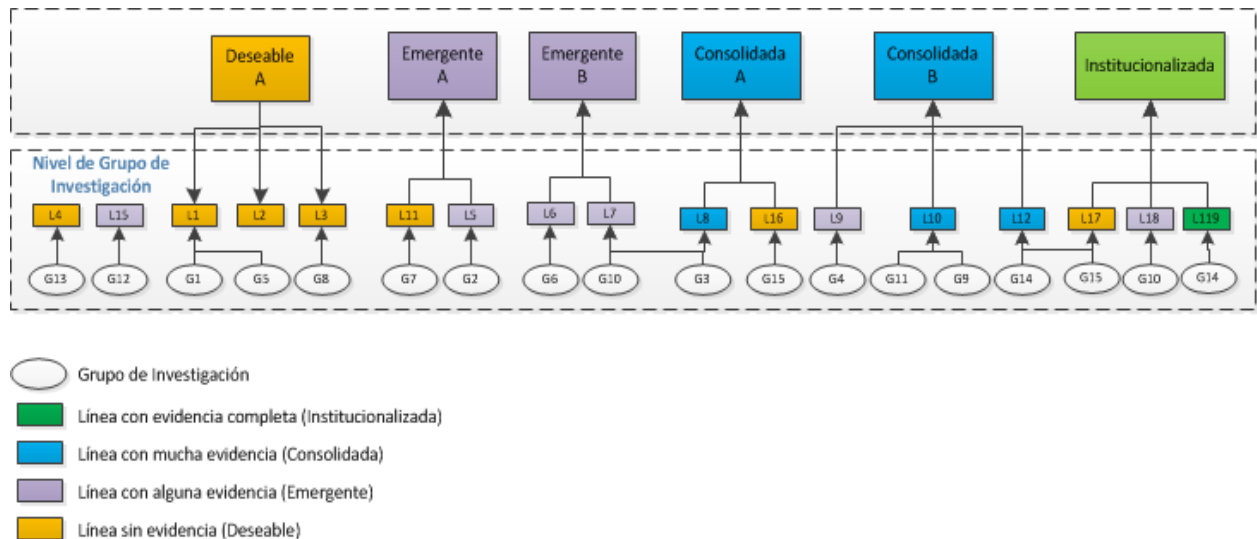 Deseable
A
Emergente
A
Emergente
B
Consolidada
A
Consolidada
B
Institucionalizada
Nivel de Grupo de
Investigación
L4
L15
L1
L2
L3
L11
L5
L6
L7
L8
L16
L9
L10
L12
L17
L18
L119
G13
G12
G1
G5
G8
G7
G2
G6
G10
G3
G15
G4
G11
G9
G14
G15
G10
G14
Grupo de Investigación
Línea con evidencia completa (Institucionalizada)
Línea con mucha evidencia (Consolidada)
Línea con alguna evidencia (Emergente)
Línea sin evidencia (Deseable)